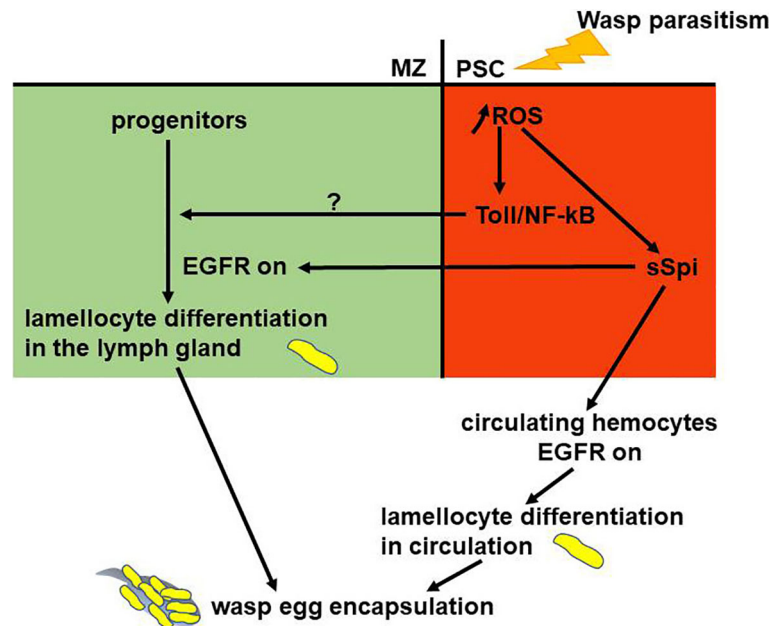 Wasp parasitism
MZ
PSC
progenitors
ROS
?
Toll/NF-kB
EGFR on
sSpi
lamellocyte differentiation
in the lymph gland
circulating hemocytes
EGFR on
lamellocyte differentiation
in circulation
wasp egg encapsulation